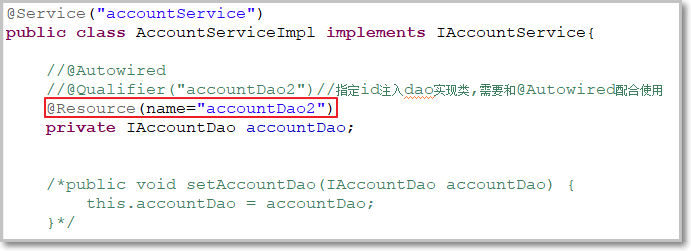 @Service("accountService")
public class AccountServiceImpl implements IAccountService{
//@Autowired
//@Qualifier("accountDao2")//指定id注入dao实现类,需要和@Autowired配合使用
@Resource(name="accountDao2")
private IAccountDao accountDao;
/*public void setAccountDao(IAccountDao accountDao) {
this.accountDao = accountDao;
}*/